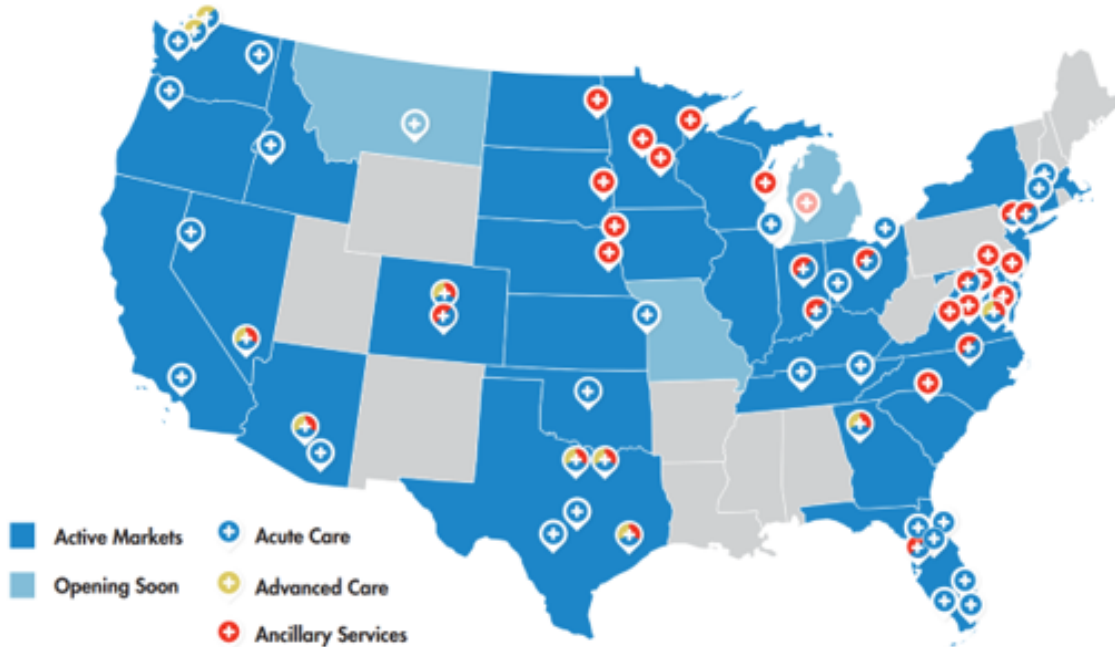 Active Markets
Acute Care
Opening Soon
Advanced Care
Ancillary Services